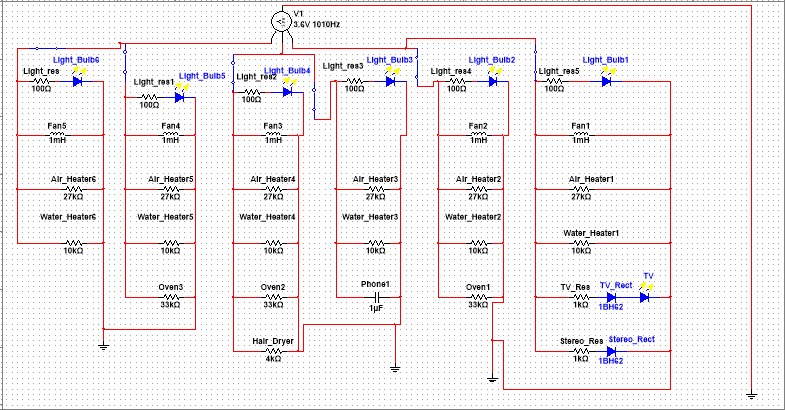 V1
3.6V 1010Hz
Light_Bulb6
Light_res
100Ω
Light_Bulb5
Light_res1
100Ω
Light_Bulb4
Light_res2
100Ω
Light_Bulb3
Light_res3
100Ω
Light_Bulb2
Light_res4
100Ω
Light_Bulb1
Light_res5
100Ω
Fan5
1mH
Fan4
1mH
Fan3
1mH
Fan2
1mH
Fan1
1mH
Air_Heater6
27kΩ
Air_Heater5
27kΩ
Air_Heater4
27kΩ
Air_Heater3
27kΩ
Air_Heater2
27kΩ
Air_Heater1
27kΩ
Water_Heater6
10kΩ
Water_Heater5
10kΩ
Water_Heater4
10kΩ
Water_Heater3
10kΩ
Water_Heater2
10kΩ
Water_Heater1
10kΩ
Oven3
33kΩ
Oven2
33kΩ
Phone1
1µF
Oven1
33kΩ
TV_Res
1kΩ
TV_Rect
1BH62
TV
Hair_Dryer
4kΩ
Stereo_Res
1kΩ
Stereo_Rect
1BH62